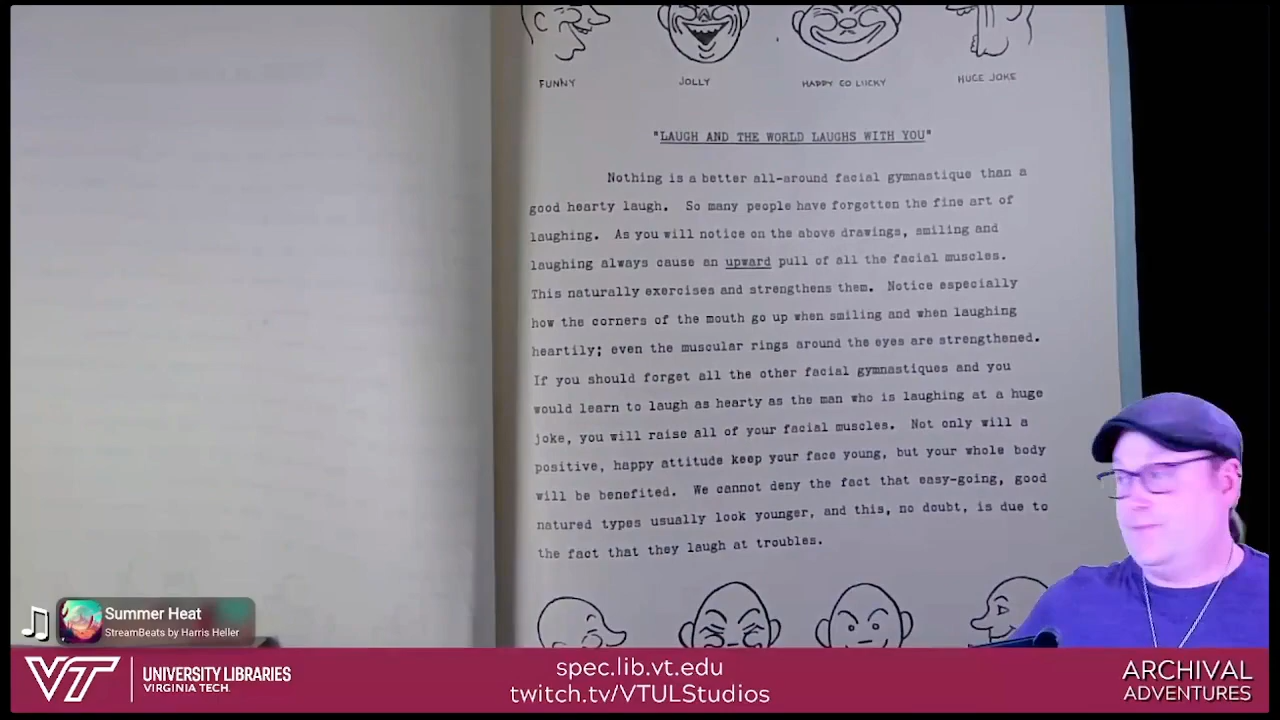 FUNNY
JOLLY
HAPPY GO LUCKY
HUGE JOKE
"LAUGH AND THE WORLD LAUGHS WITH YOU"
Nothing is a better all-around facial gymnastique than a
good hearty laugh. So many people have forgotten the fine art of
laughing. As you will notice on the above drawings, smiling and
laughing always cause an upward pull of all the facial muscles.
This naturally exercises and strengthens them. Notice especially
how the corners of the mouth go up when smiling and when laughing
heartily; even the muscular rings around the eyes are strengthened.
If you should forget all the other facial gymnastiques and you
would learn to laugh as hearty as the man who is laughing at a huge
joke, you will raise all of your facial muscles. Not only will a
positive, happy attitude keep your face young, but your whole body
will be benefited. We cannot deny the fact that easy-going, good
natured types usually look younger, and this, no doubt, is due to
the fact that they laugh at troubles.
Summer Heat
StreamBeats by Harris Heller
VT
UNIVERSITY LIBRARIES
VIRGINIA TECH.
spec.lib.vt.edu
twitch.tv/VTULStudios
ARCHIVAL
ADVENTURES